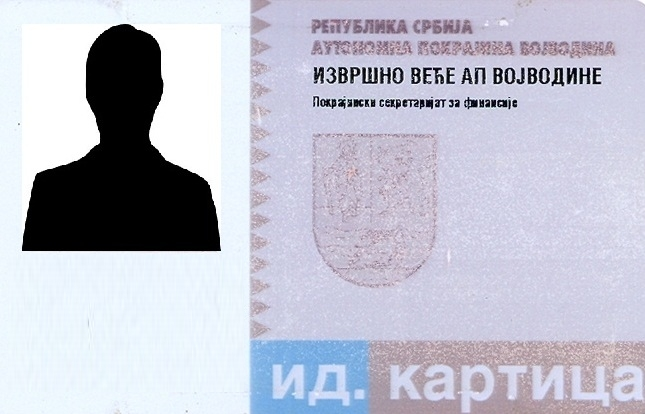 РЕПУБЛИКА СРБИЈА
АУТОНОМНА ПОКРАЈИНА ВОЈВОДИНА
ИЗВРШНО ВЕЋЕ АП ВОЈВОДИНЕ
Покрајински секретаријат за финансије
ид. картица